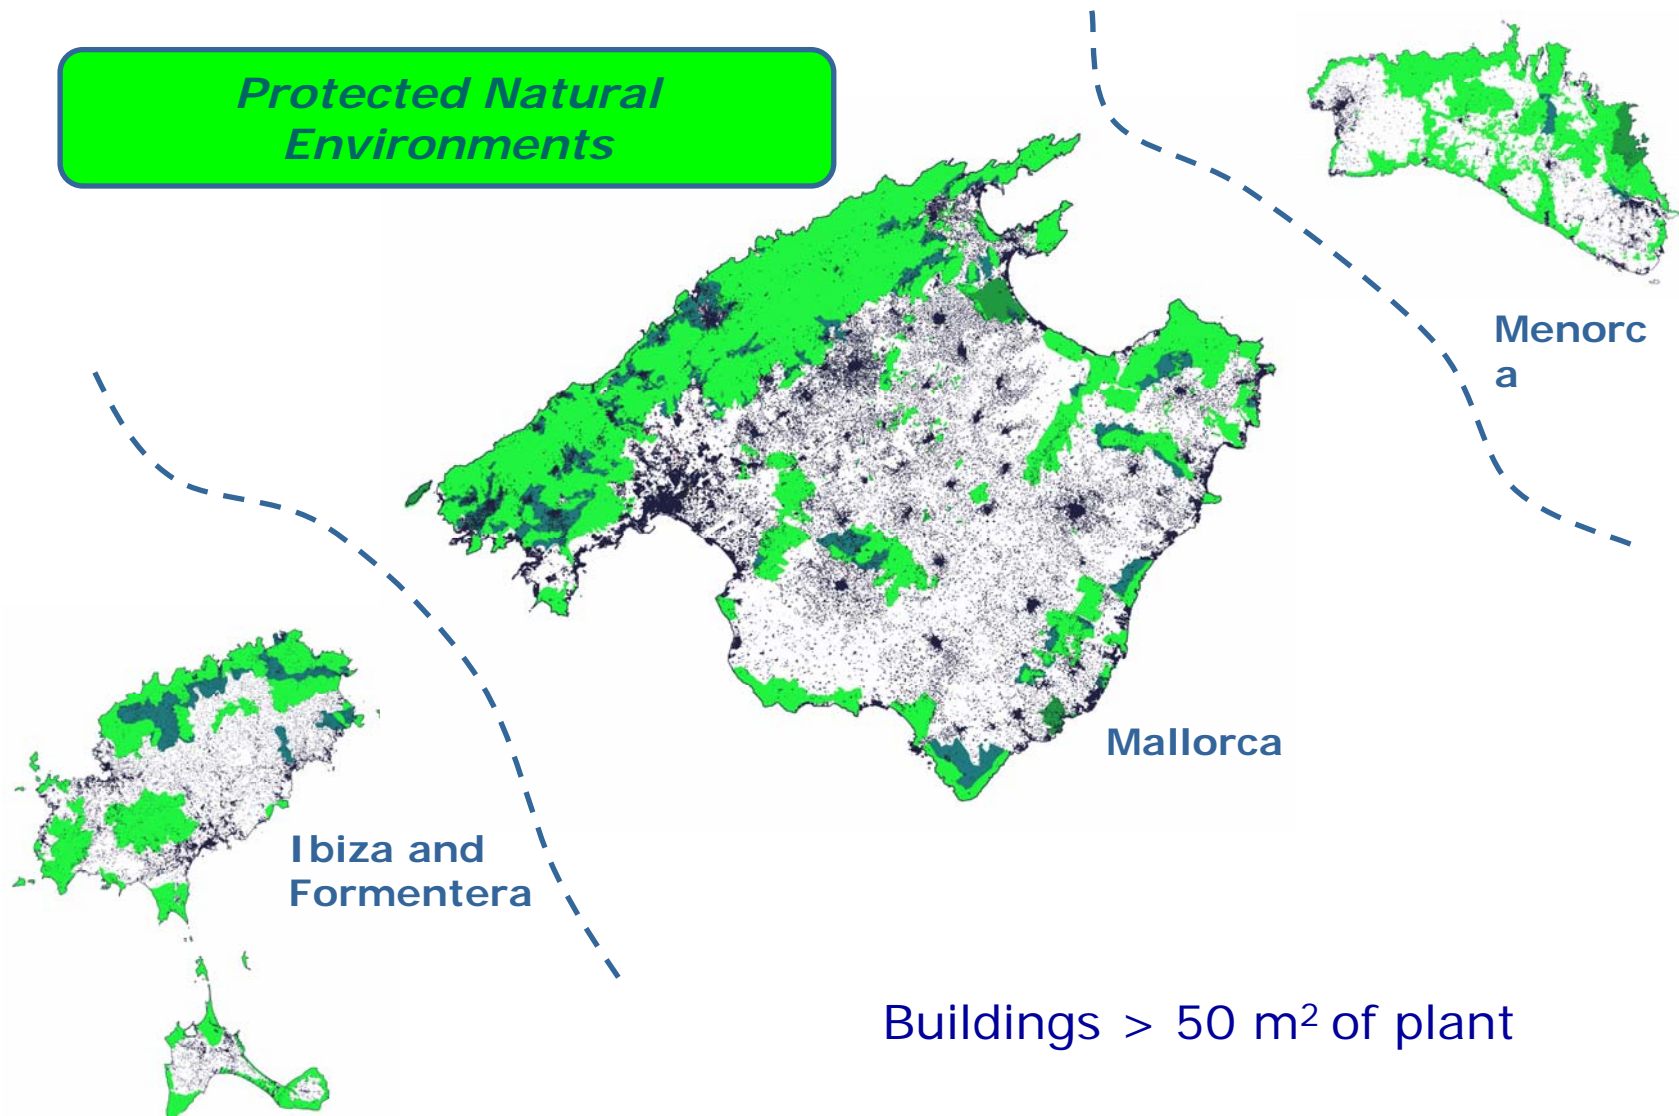 Protected Natural
Environments
Menorc
a
Mallorca
Ibiza and
Formentera
Buildings > 50 m² of plant